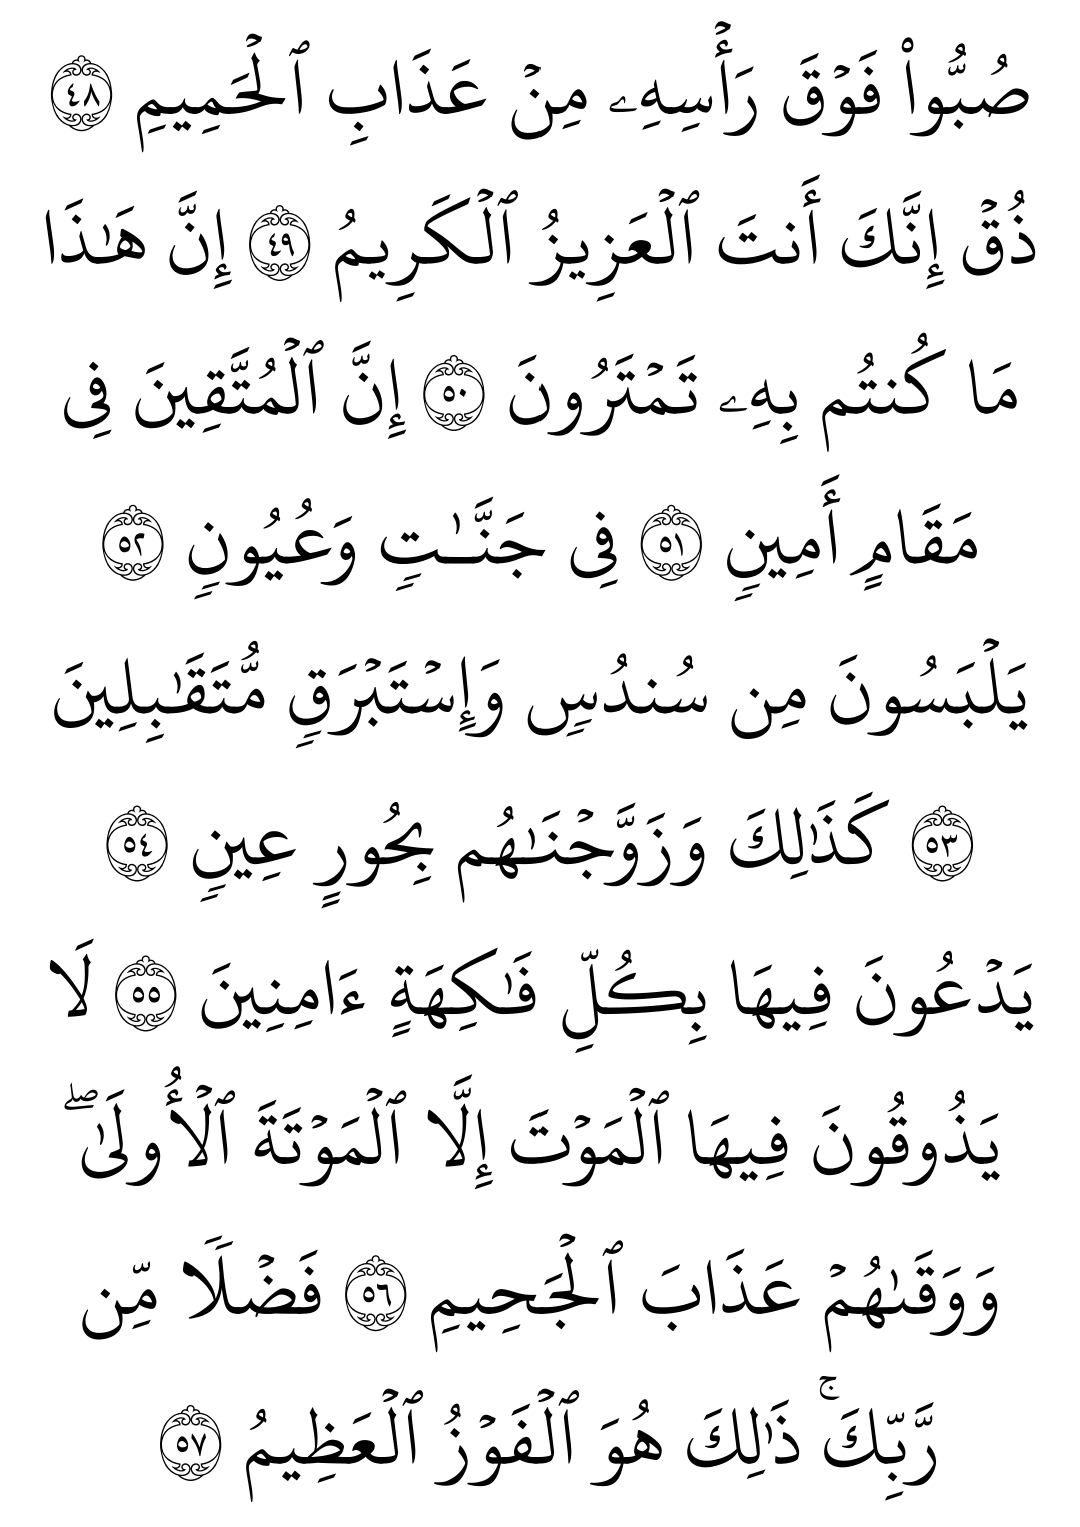 صُبُّوا۟ فَوْقَ رَأْسِهِۦ مِنْ عَذَابِ ٱلْحَمِيمِ ٤٨
ذُقْ إِنَّكَ أَنتَ ٱلْعَزِيزُ ٱلْكَرِيمُ ٤٩ إِنَّ هَـٰذَا
مَا كُنتُم بِهِۦ تَمْتَرُونَ ٥٠ إِنَّ ٱلْمُتَّقِينَ فِى
مَقَامٍ أَمِينٍ ٥١ فِى جَنَّـٰتٍ وَعُيُونٍ ٥٢
يَلْبَسُونَ مِن سُندُسٍ وَإِسْتَبْرَقٍ مُّتَقَـٰبِلِينَ
٥٣ كَذَٰلِكَ وَزَوَّجْنَـٰهُم بِحُورٍ عِينٍ ٥٤
يَدْعُونَ فِيهَا بِكُلِّ فَـٰكِهَةٍ ءَامِنِينَ ٥٥ لَا
يَذُوقُونَ فِيهَا ٱلْمَوْتَ إِلَّا ٱلْمَوْتَةَ ٱلْأُولَىٰ ۖ
وَوَقَىٰهُمْ عَذَابَ ٱلْجَحِيمِ ٥٦ فَضْلًا مِّن
رَّبِّكَ ۚ ذَٰلِكَ هُوَ ٱلْفَوْزُ ٱلْعَظِيمُ ٥٧